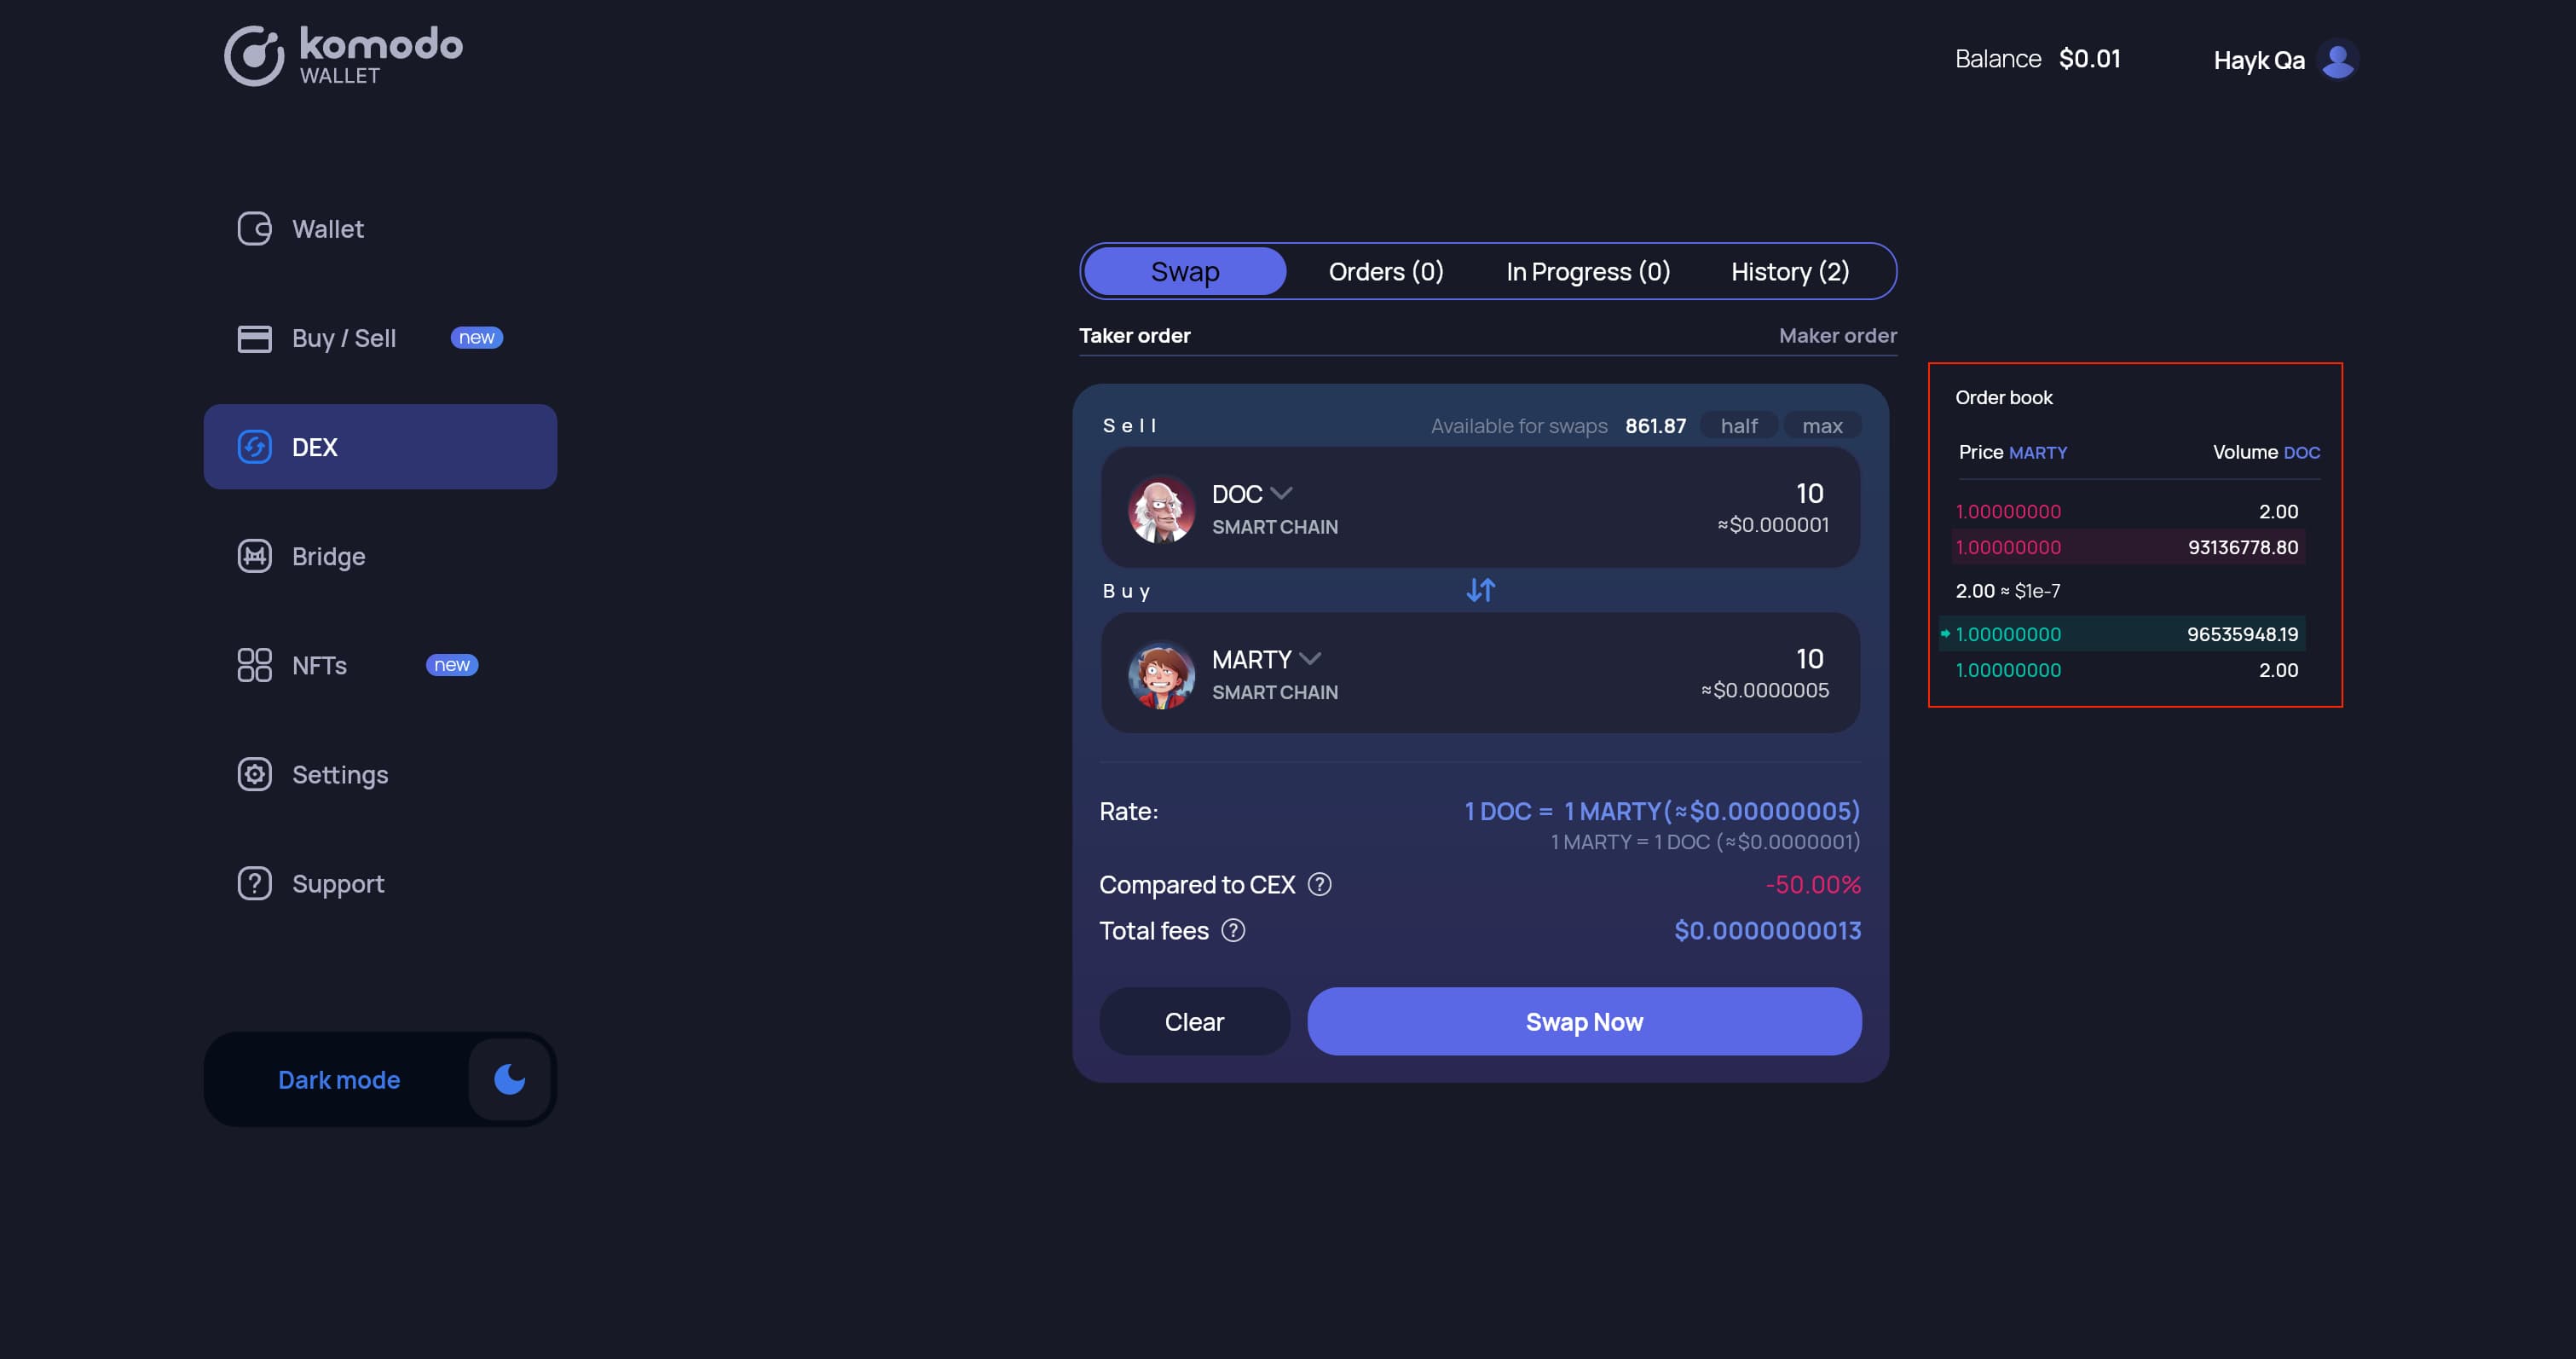 komodo
WALLET
Balance $0.01
Hayk Qa
Wallet
Buy / Sell new
DEX
Bridge
NFTs new
Settings
Support
Dark mode
Swap Orders (0) In Progress (0) History (2)
Taker order Maker order
Sell Available for swaps 861.87 half max
DOC 10
SMART CHAIN ≈$0.000001
Buy
MARTY 10
SMART CHAIN ≈$0.0000005
Rate: 1 DOC = 1 MARTY(≈$0.00000005)
1 MARTY = 1 DOC (≈$0.0000001)
Compared to CEX ? -50.00%
Total fees ? $0.0000000013
Clear Swap Now
Order book
Price MARTY Volume DOC
1.00000000 2.00
1.00000000 93136778.80
2.00 ≈ $1e-7
1.00000000 96535948.19
1.00000000 2.00